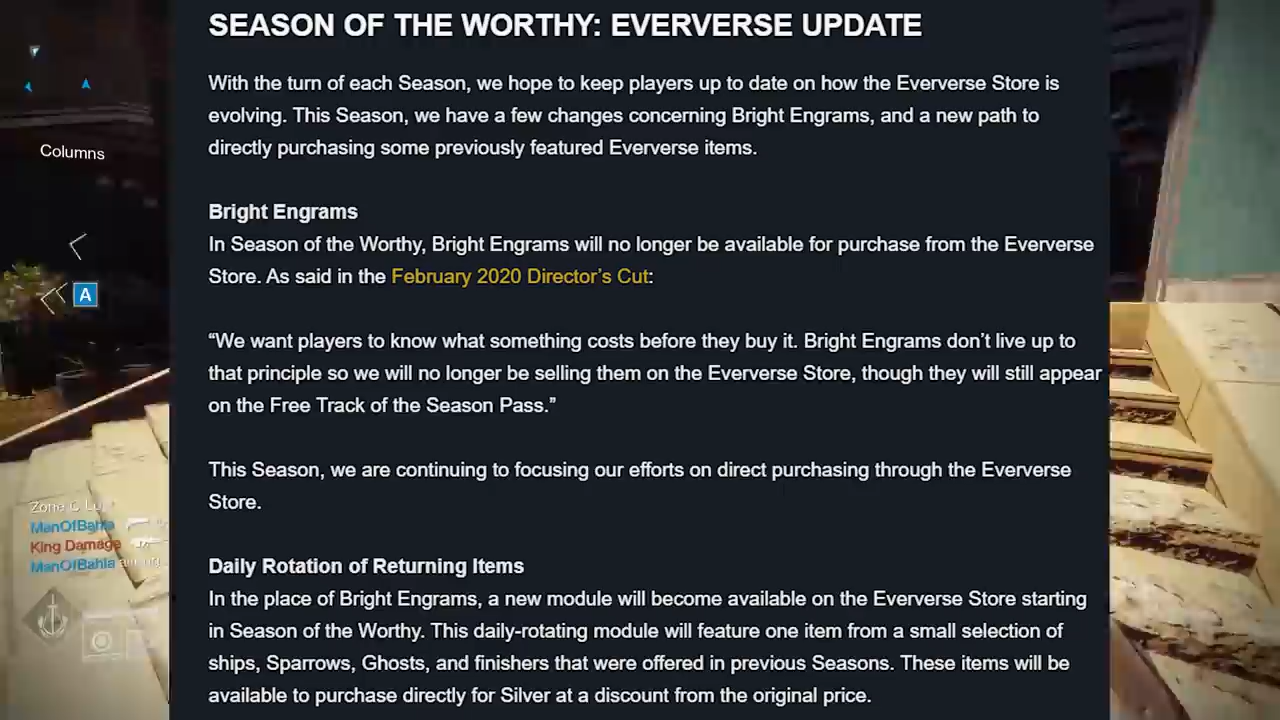 SEASON OF THE WORTHY: EVERVERSE UPDATE
With the turn of each Season, we hope to keep players up to date on how the Eververse Store is
evolving. This Season, we have a few changes concerning Bright Engrams, and a new path to
directly purchasing some previously featured Eververse items.
Columns
Bright Engrams
In Season of the Worthy, Bright Engrams will no longer be available for purchase from the Eververse
Store. As said in the February 2020 Director's Cut:
A
“We want players to know what something costs before they buy it. Bright Engrams don’t live up to
that principle so we will no longer be selling them on the Eververse Store, though they will still appear
on the Free Track of the Season Pass.”
This Season, we are continuing to focusing our efforts on direct purchasing through the Eververse
Store.
Zone C
ManOfBahia
King Damage
ManOfBahia
Daily Rotation of Returning Items
In the place of Bright Engrams, a new module will become available on the Eververse Store starting
in Season of the Worthy. This daily-rotating module will feature one item from a small selection of
ships, Sparrows, Ghosts, and finishers that were offered in previous Seasons. These items will be
available to purchase directly for Silver at a discount from the original price.